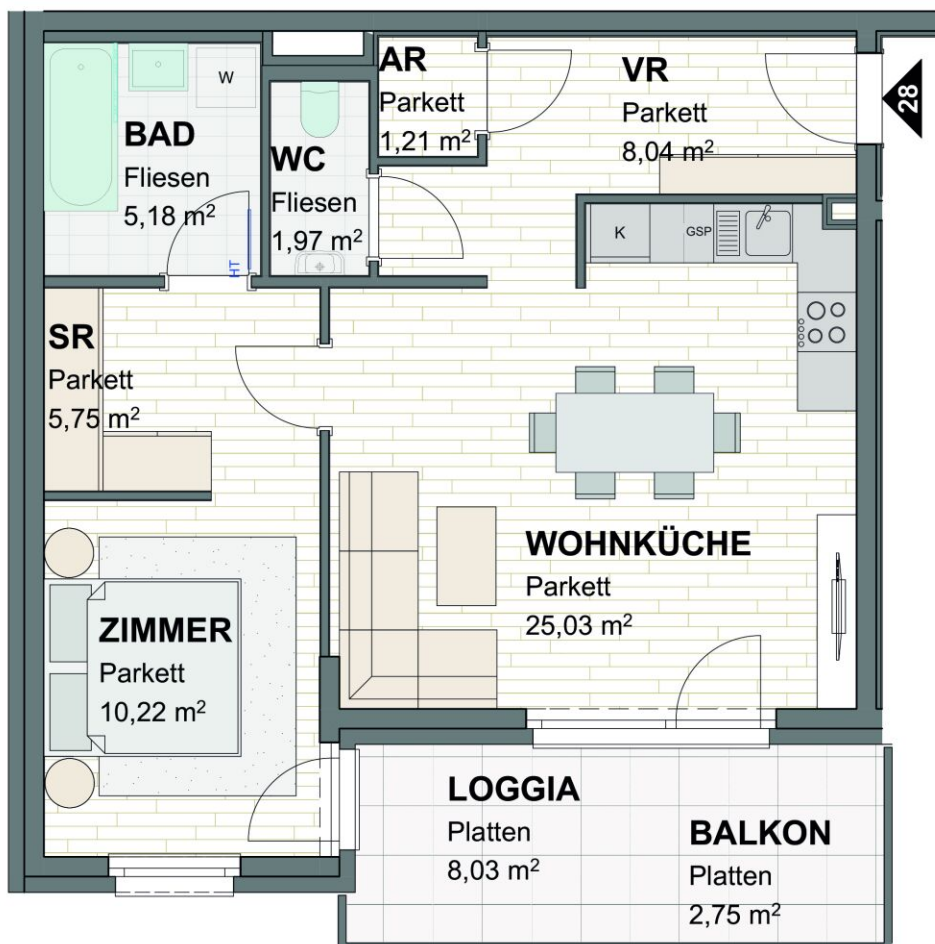 BAD
Fliesen
5,18 m²
W
HT
WC
Fliesen
1,97 m²
AR
Parkett
1,21 m²
VR
Parkett
8,04 m²
28
K
GSP
SR
Parkett
5,75 m²
WOHNKÜCHE
Parkett
25,03 m²
ZIMMER
Parkett
10,22 m²
LOGGIA
Platten
8,03 m²
BALKON
Platten
2,75 m²